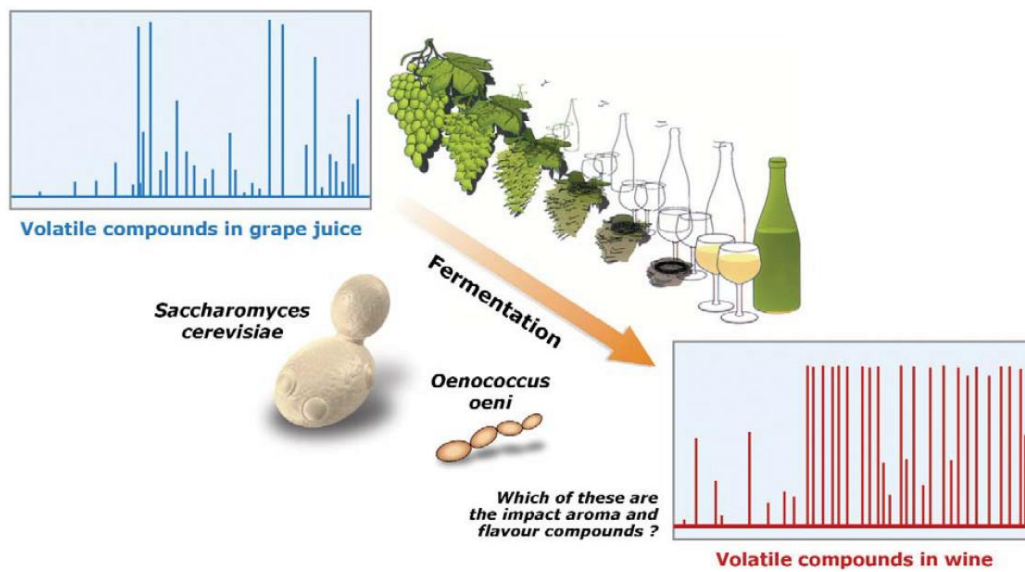 Volatile compounds in grape juice
Saccharomyces
cerevisiae
Fermentation
Oenococcus
oeni
Which of these are
the impact aroma and
flavour compounds ?
Volatile compounds in wine